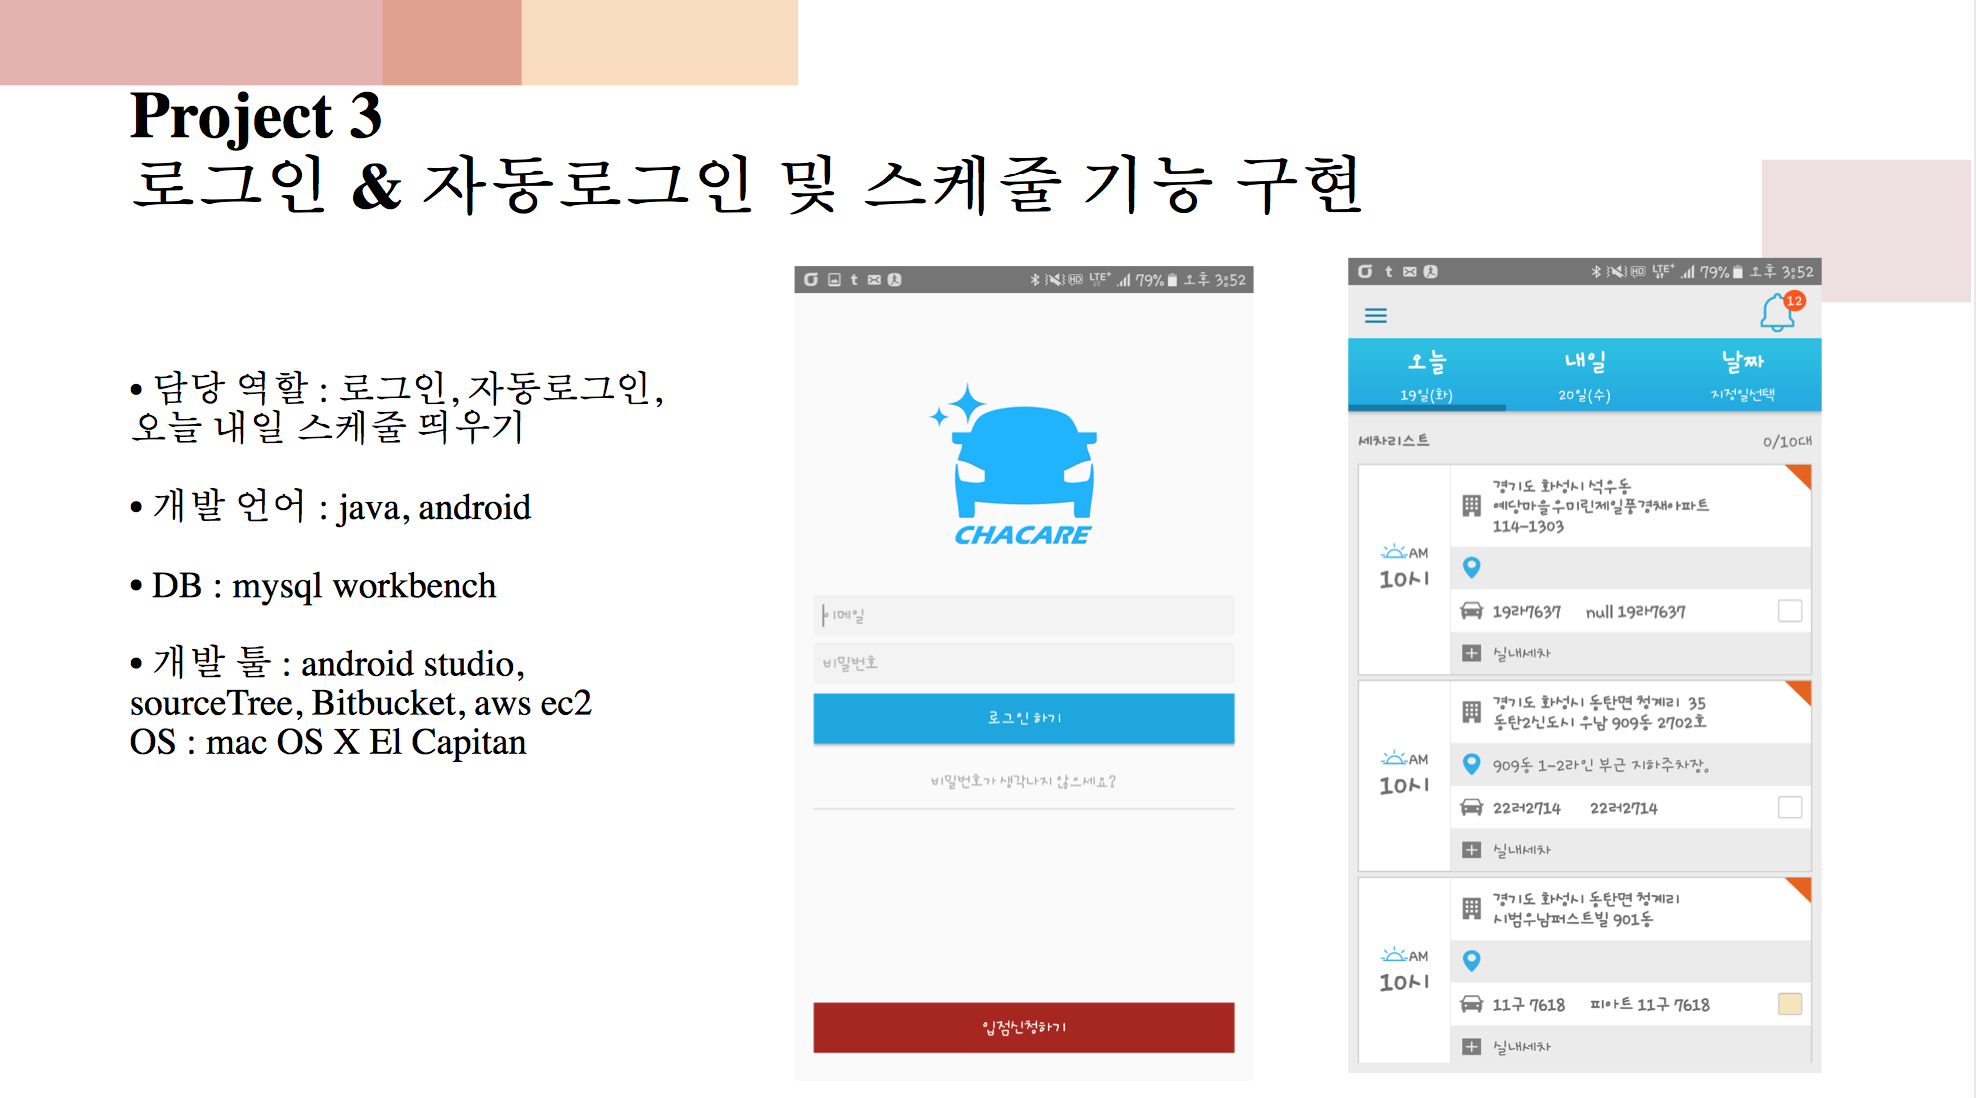 Project 3
로그인 & 자동로그인 및 스케줄 기능 구현
• 담당 역할 : 로그인, 자동로그인,
오늘 내일 스케줄 띄우기
• 개발 언어 : java, android
• DB : mysql workbench
• 개발 툴 : android studio,
sourceTree, Bitbucket, aws ec2
OS : mac OS X El Capitan
t HD LTE+ 79% 오후 3:52
CHACARE
이메일
비밀번호
로그인 하기
비밀번호가 생각나지 않으세요?
입점신청하기
t HD LTE+ 79% 오후 3:52
12
오늘 내일 날짜
19일(화) 20일(수) 지정일선택
세차리스트 0/10대
경기도 화성시 석우동
예당마을우미린제일풍경채아파트
114-1303
AM
10시
19라7637 null 19라7637
실내세차
경기도 화성시 동탄면 청계리 35
동탄2신도시 우남 909동 2702호
AM
10시
909동 1-2라인 부근 지하주차장.
22러2714 22러2714
실내세차
경기도 화성시 동탄면 청계리
시범우남퍼스트빌 901동
AM
10시
11구 7618 피아트 11구 7618
실내세차